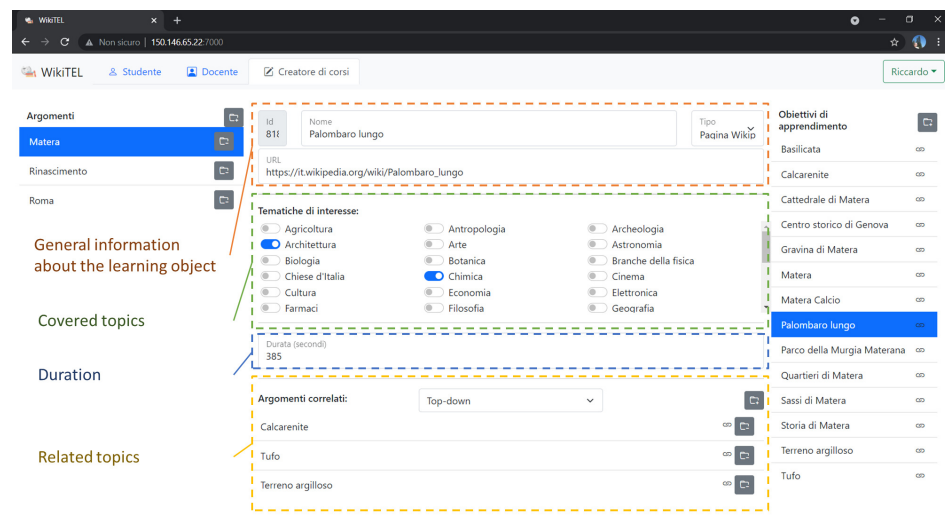 WikiTEL
Non sicuro | 150.146.65.22:7000
WikiTEL Studente Docente Creatore di corsi Riccardo
Argomenti
Matera
Rinascimento
Roma
General information
about the learning object
Covered topics
Duration
Related topics
Id
818
Nome
Palombaro lungo
Tipo
Pagina Wikip
URL
https://it.wikipedia.org/wiki/Palombaro_lungo
Tematiche di interesse:
Agricoltura Antropologia Archeologia
Architettura Arte Astronomia
Biologia Botanica Branche della fisica
Chiese d'Italia Chimica Cinema
Cultura Economia Elettronica
Farmaci Filosofia Geografia
Durata (secondi)
385
Argomenti correlati: Top-down
Calcarenite
Tufo
Terreno argilloso
Obiettivi di
apprendimento
Basilicata
Calcarenite
Cattedrale di Matera
Centro storico di Genova
Gravina di Matera
Matera
Matera Calcio
Palombaro lungo
Parco della Murgia Materana
Quartieri di Matera
Sassi di Matera
Storia di Matera
Terreno argilloso
Tufo